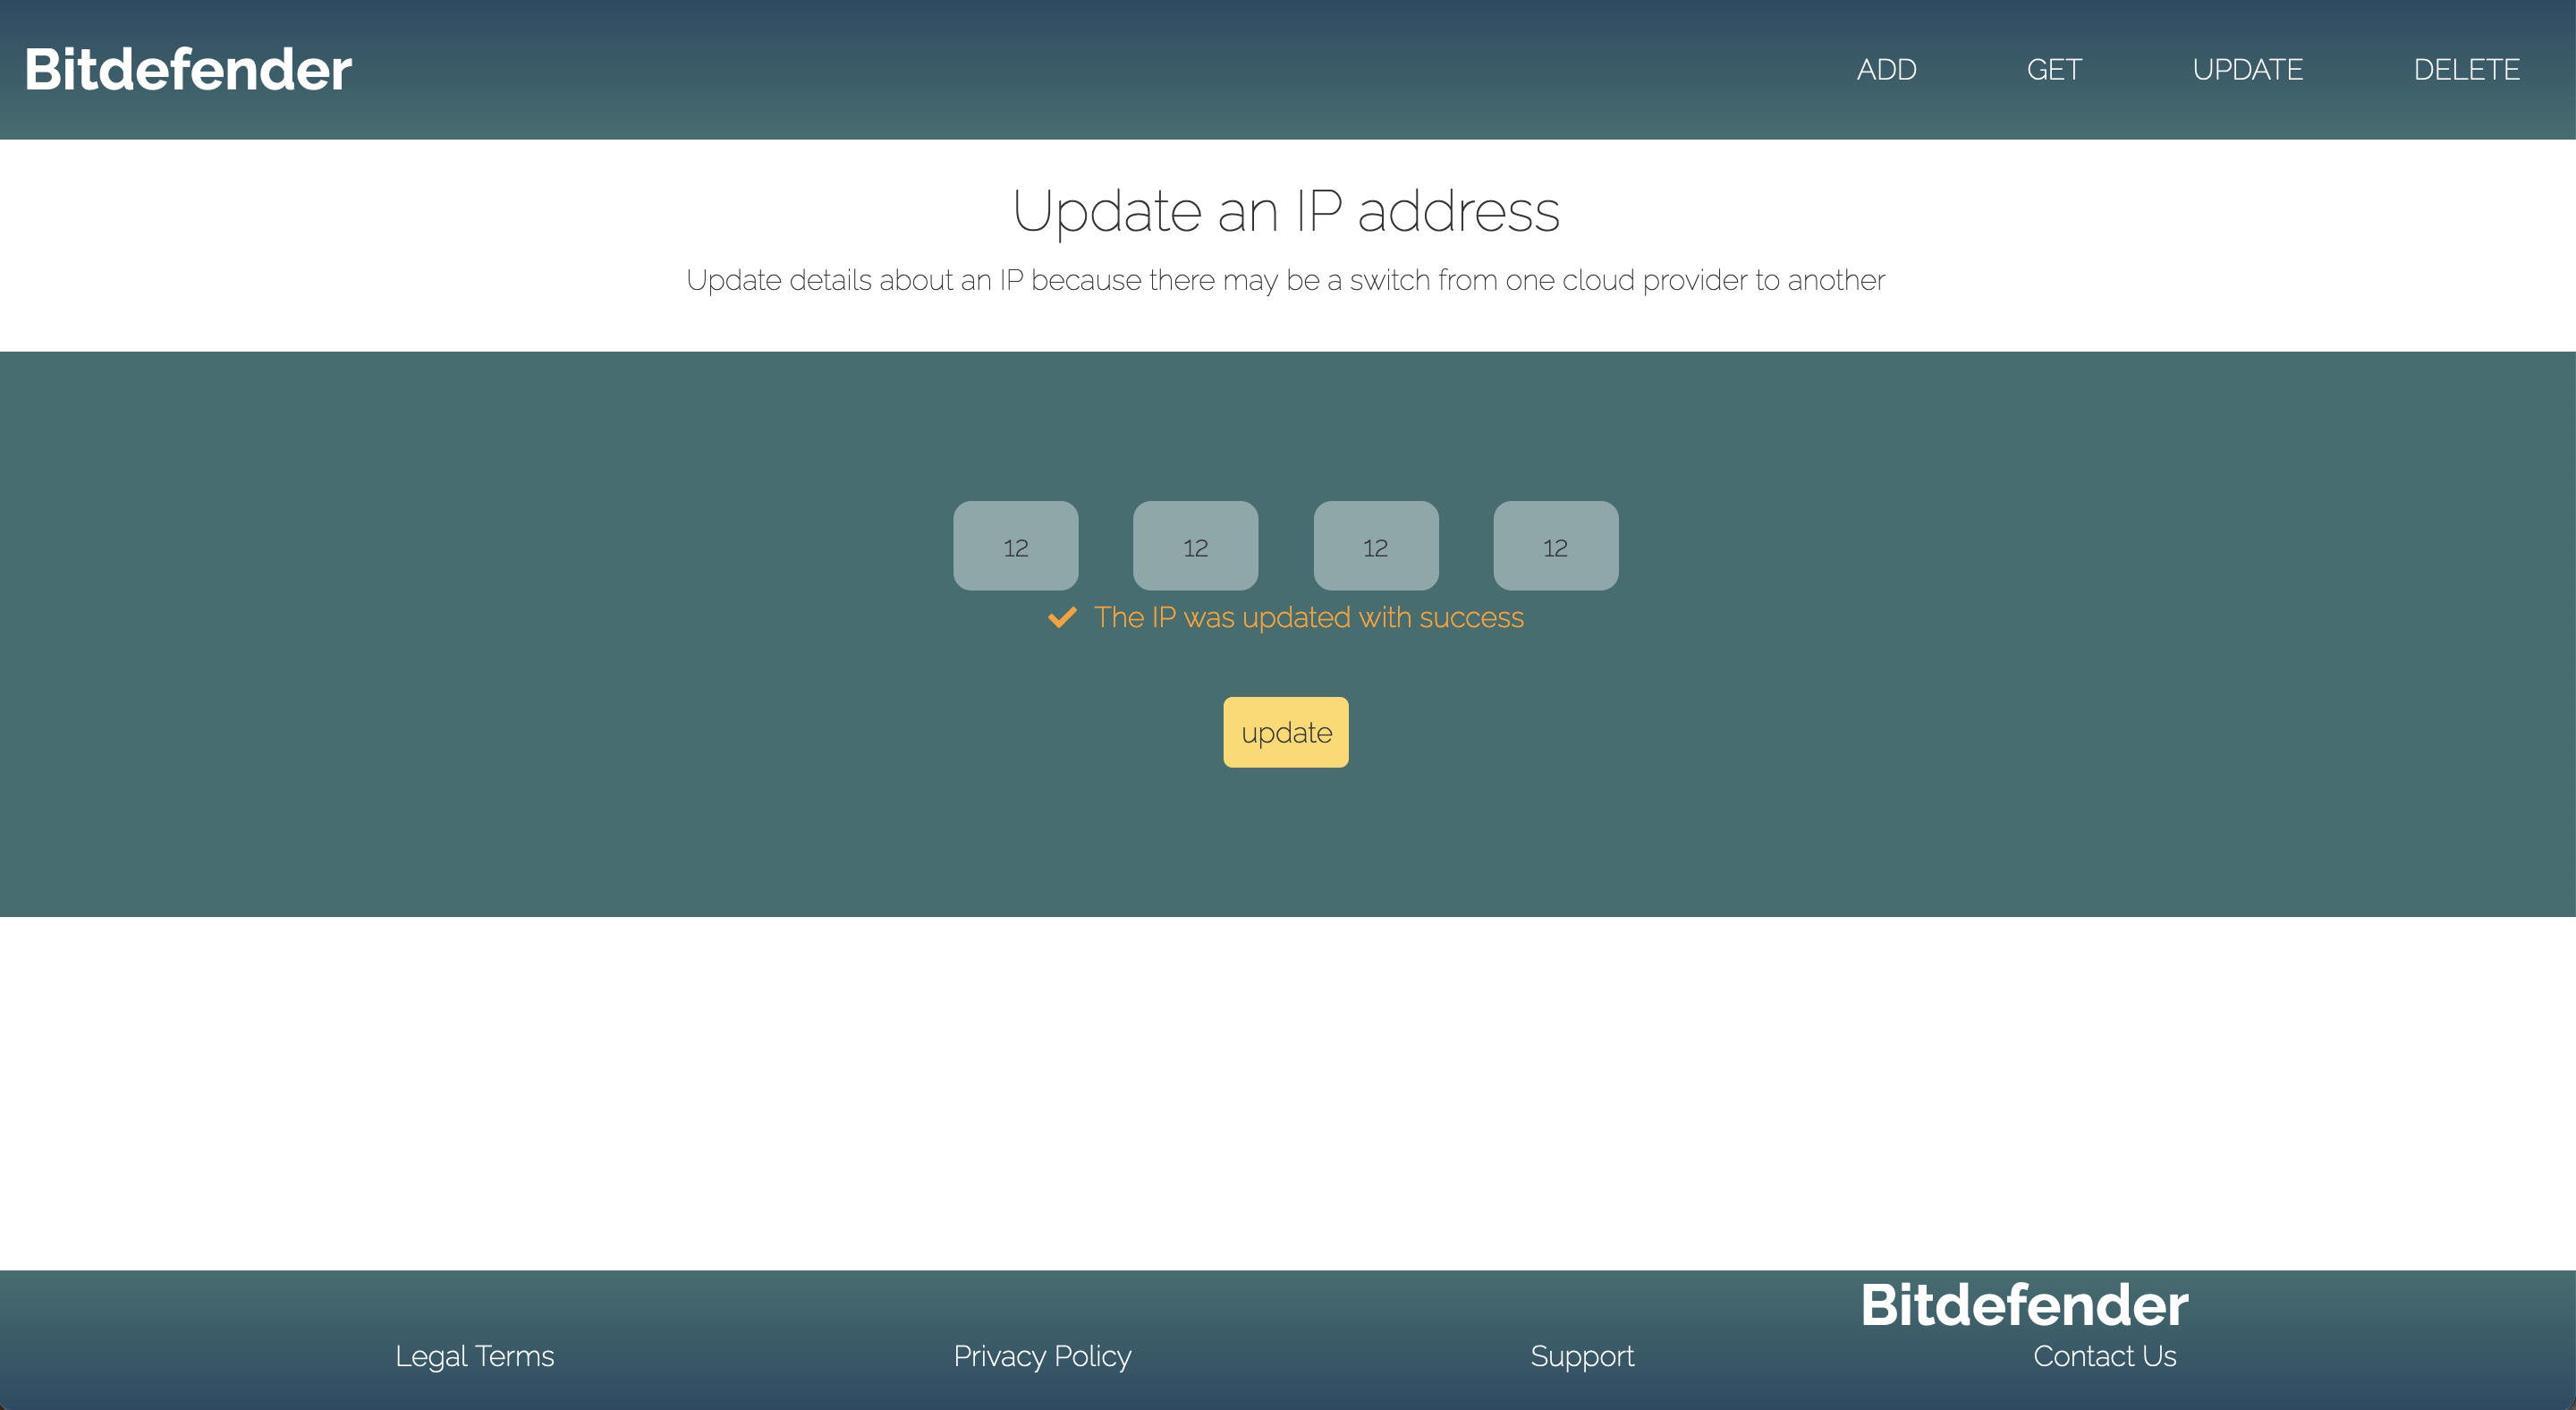 Bitdefender ADD GET UPDATE DELETE
Update an IP address
Update details about an IP because there may be a switch from one cloud provider to another
12 12 12 12
The IP was updated with success
update
Bitdefender
Legal Terms Privacy Policy Support Contact Us